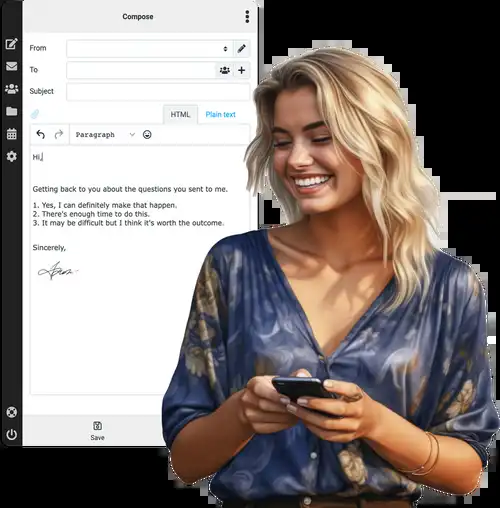 Compose
From
To
Subject
HTML
Plain text
Paragraph
Hi,
Getting back to you about the questions you sent to me.
1. Yes, I can definitely make that happen.
2. There's enough time to do this.
3. It may be difficult but I think it's worth the outcome.
Sincerely,
Save